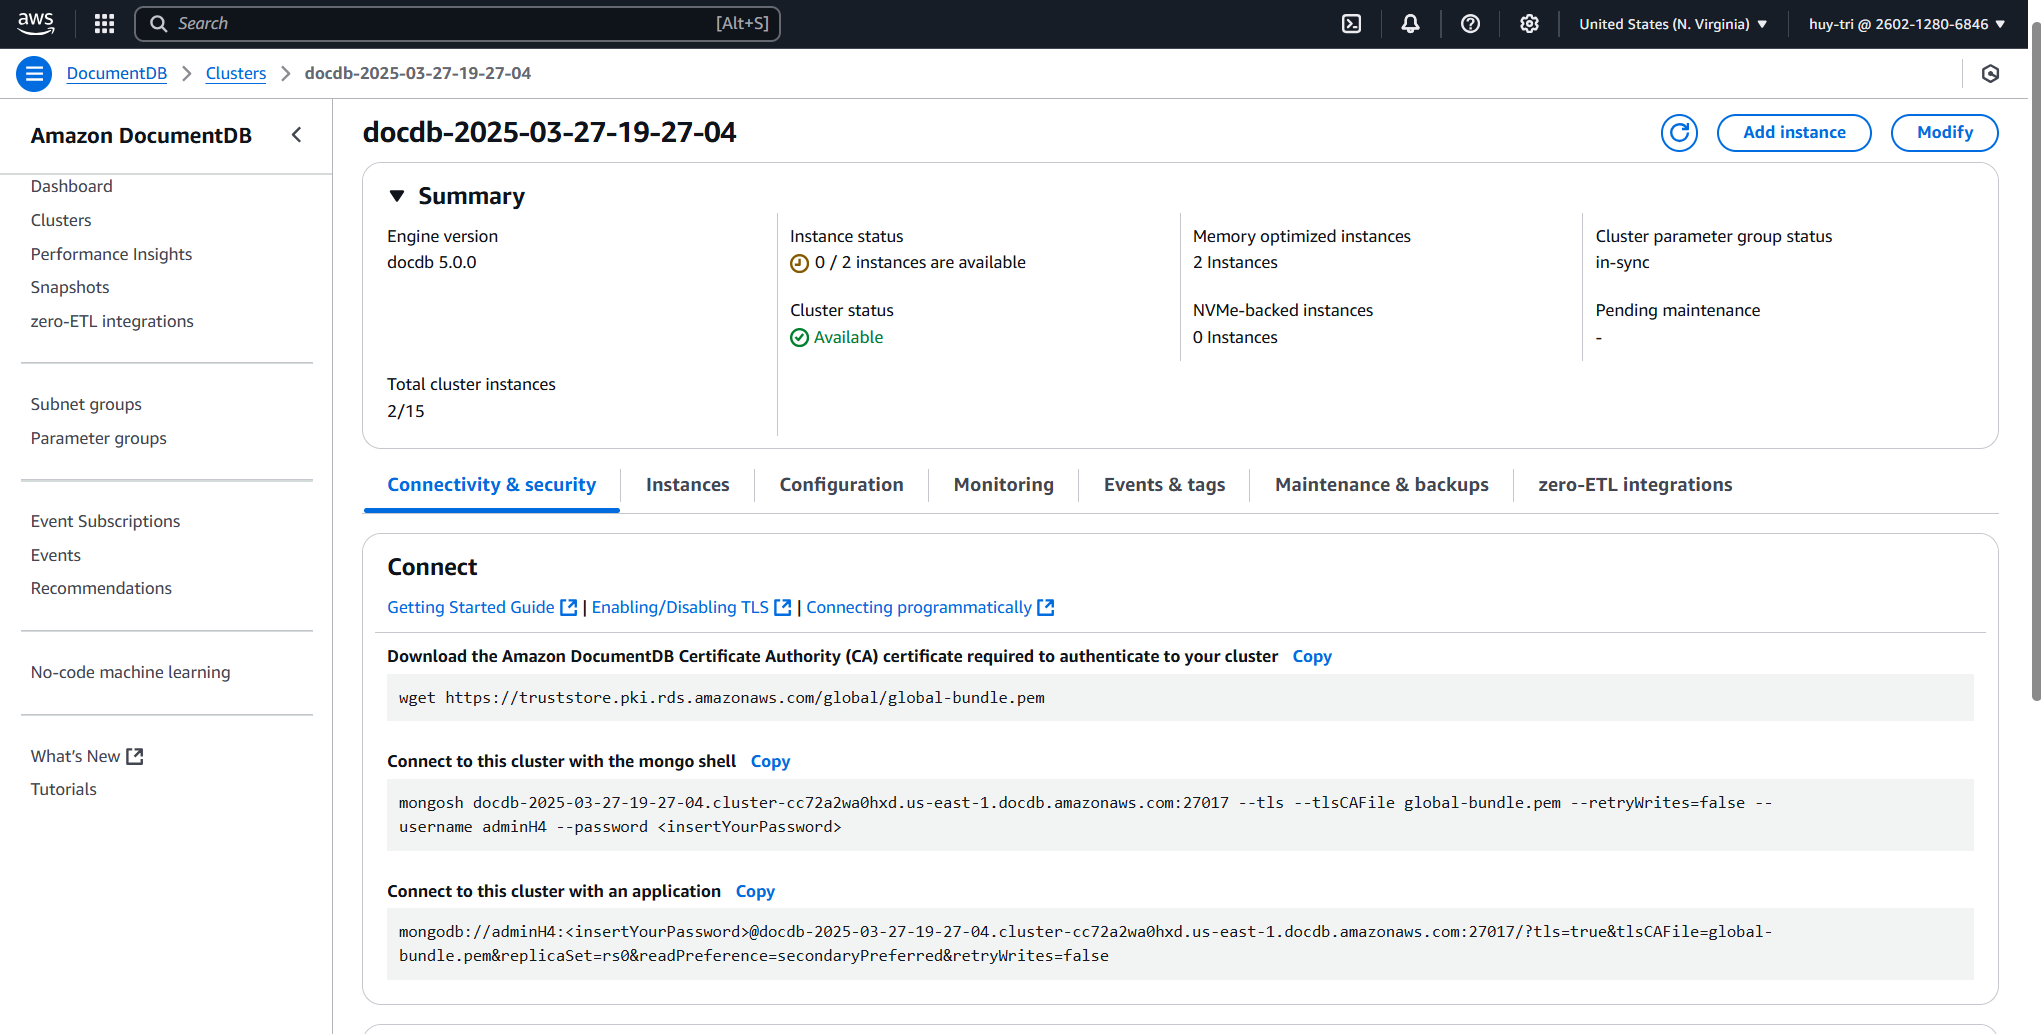 aws
Search [Alt+S]
United States (N. Virginia)
huy-tri @ 2602-1280-6846
DocumentDB
Clusters
docdb-2025-03-27-19-27-04
Amazon DocumentDB
Dashboard
Clusters
Performance Insights
Snapshots
zero-ETL integrations
Subnet groups
Parameter groups
Event Subscriptions
Events
Recommendations
No-code machine learning
What's New
Tutorials
docdb-2025-03-27-19-27-04
Add instance
Modify
Summary
Engine version
docdb 5.0.0
Total cluster instances
2/15
Instance status
0 / 2 instances are available
Cluster status
Available
Memory optimized instances
2 Instances
NVMe-backed instances
0 Instances
Cluster parameter group status
in-sync
Pending maintenance
-
Connectivity & security
Instances
Configuration
Monitoring
Events & tags
Maintenance & backups
zero-ETL integrations
Connect
Getting Started Guide | Enabling/Disabling TLS | Connecting programmatically
Download the Amazon DocumentDB Certificate Authority (CA) certificate required to authenticate to your cluster Copy
wget https://truststore.pki.rds.amazonaws.com/global/global-bundle.pem
Connect to this cluster with the mongo shell Copy
mongosh docdb-2025-03-27-19-27-04.cluster-cc72a2wa0hxd.us-east-1.docdb.amazonaws.com:27017 --tls --tlsCAFile global-bundle.pem --retryWrites=false --
username adminH4 --password <insertYourPassword>
Connect to this cluster with an application Copy
mongodb://adminH4:<insertYourPassword>@docdb-2025-03-27-19-27-04.cluster-cc72a2wa0hxd.us-east-1.docdb.amazonaws.com:27017/?tls=true&tlsCAFile=global-
bundle.pem&replicaSet=rs0&readPreference=secondaryPreferred&retryWrites=false